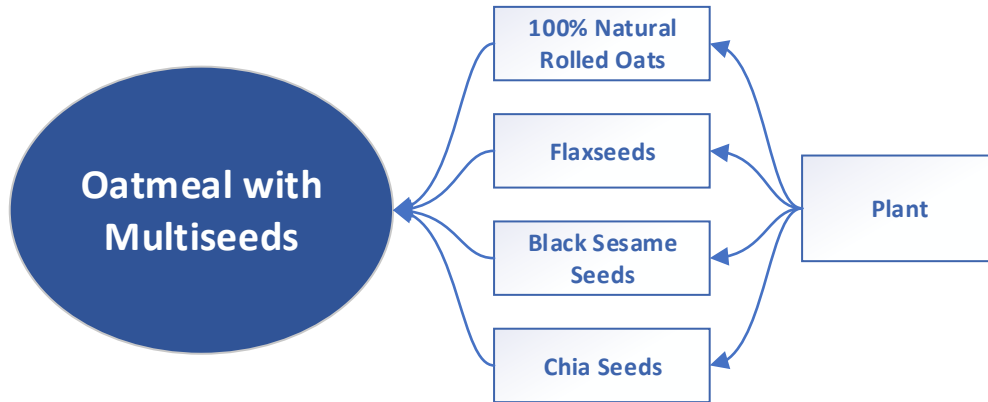 100% Natural
Rolled Oats
Flaxseeds
Oatmeal with
Multiseeds
Plant
Black Sesame
Seeds
Chia Seeds